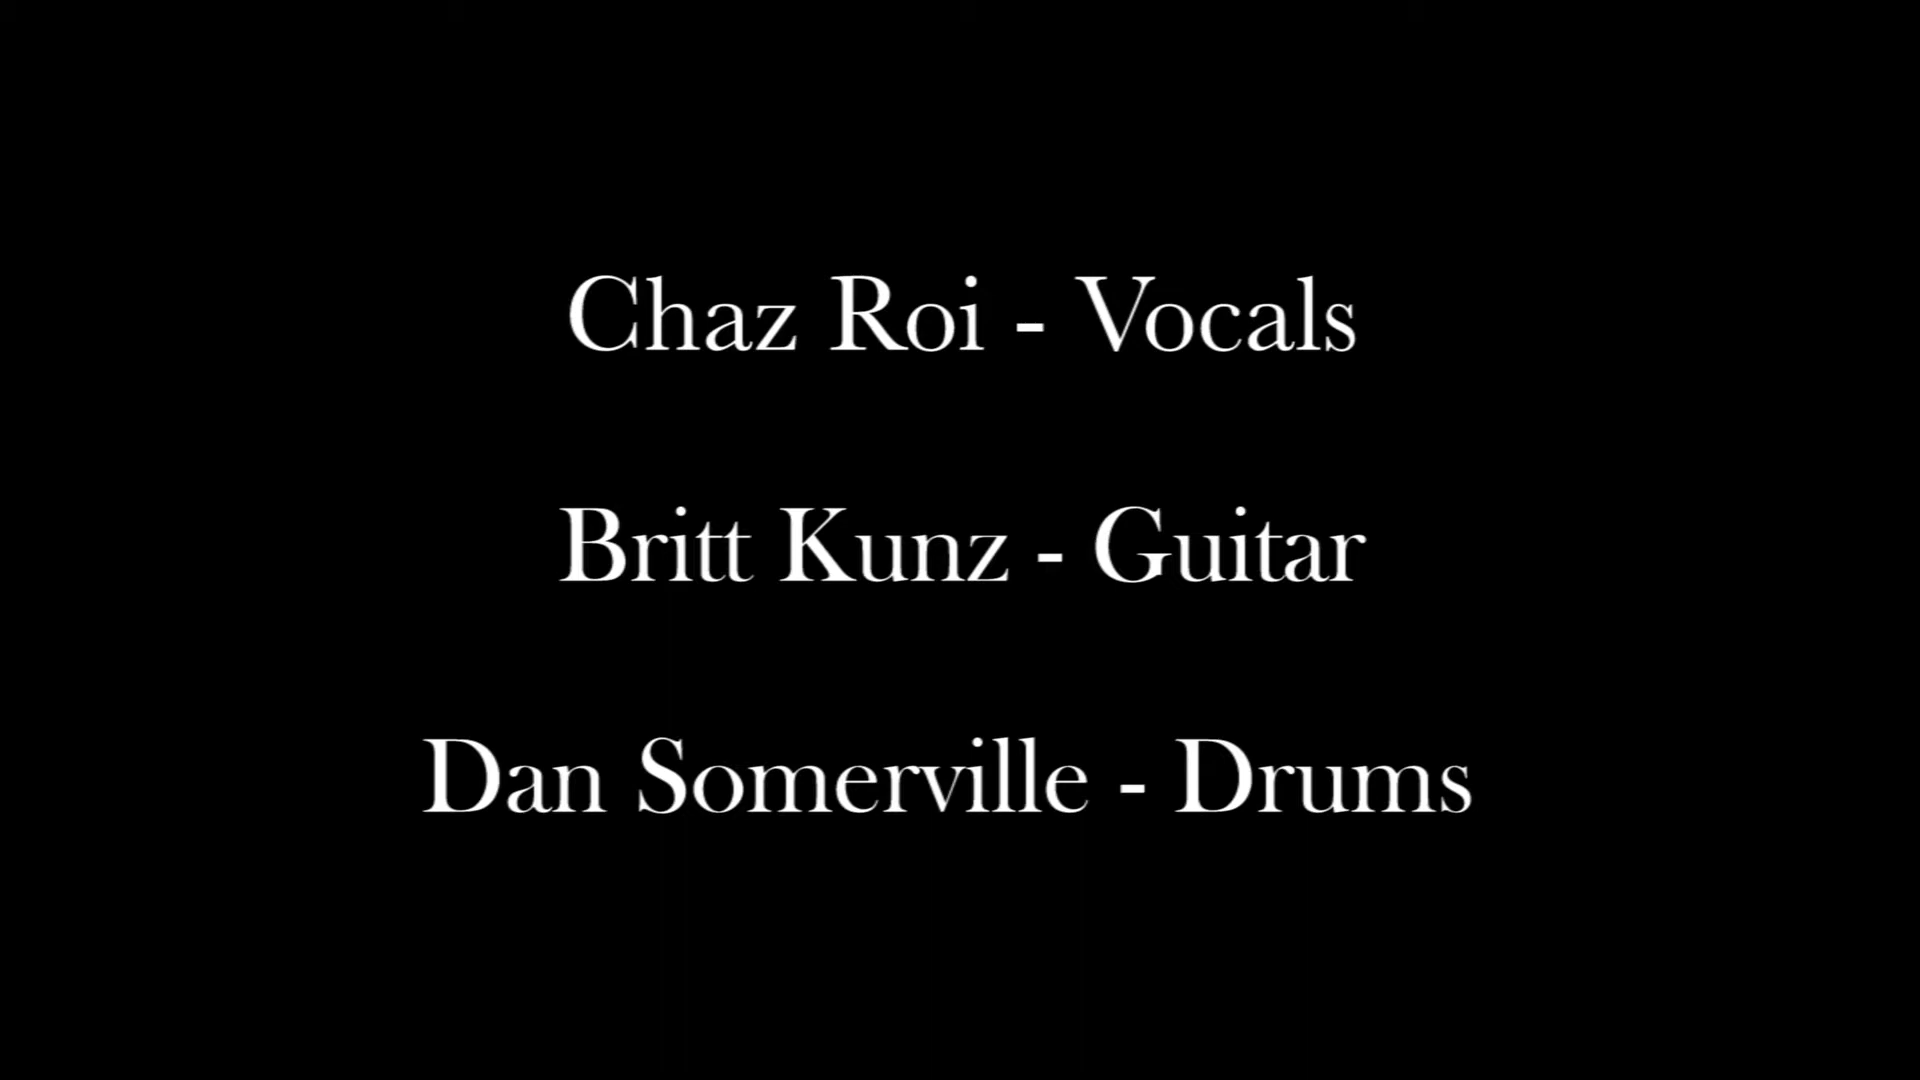 Chaz Roi - Vocals
Britt Kunz - Guitar
Dan Somerville - Drums